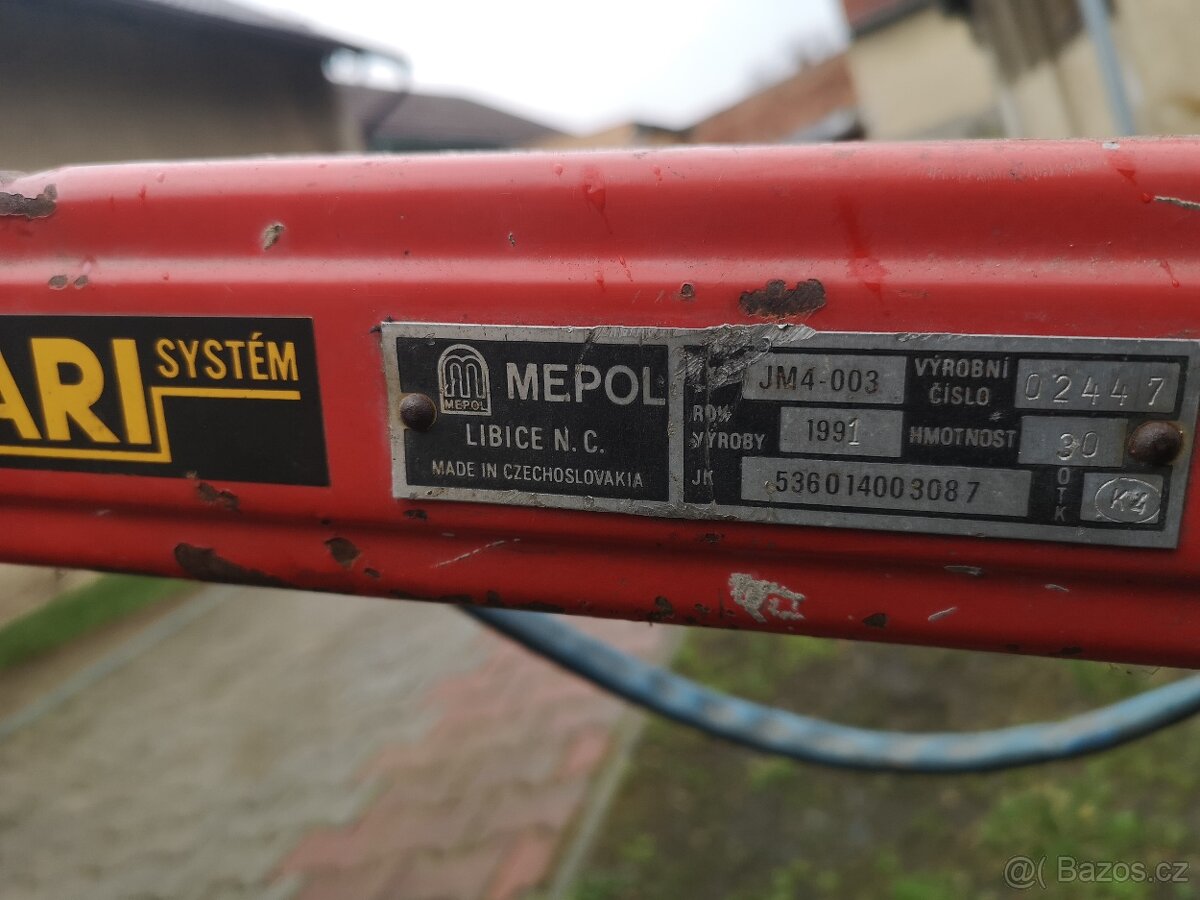 ARI SYSTÉM
MEPOL
MEPOL
LIBICE N. C.
MADE IN CZECHOSLOVAKIA
JM4-003
VÝROBNÍ ČÍSLO 02447
ROK VÝROBY 1991
HMOTNOST 30
JK 536014003087
OTK K4
@ Bazos.cz